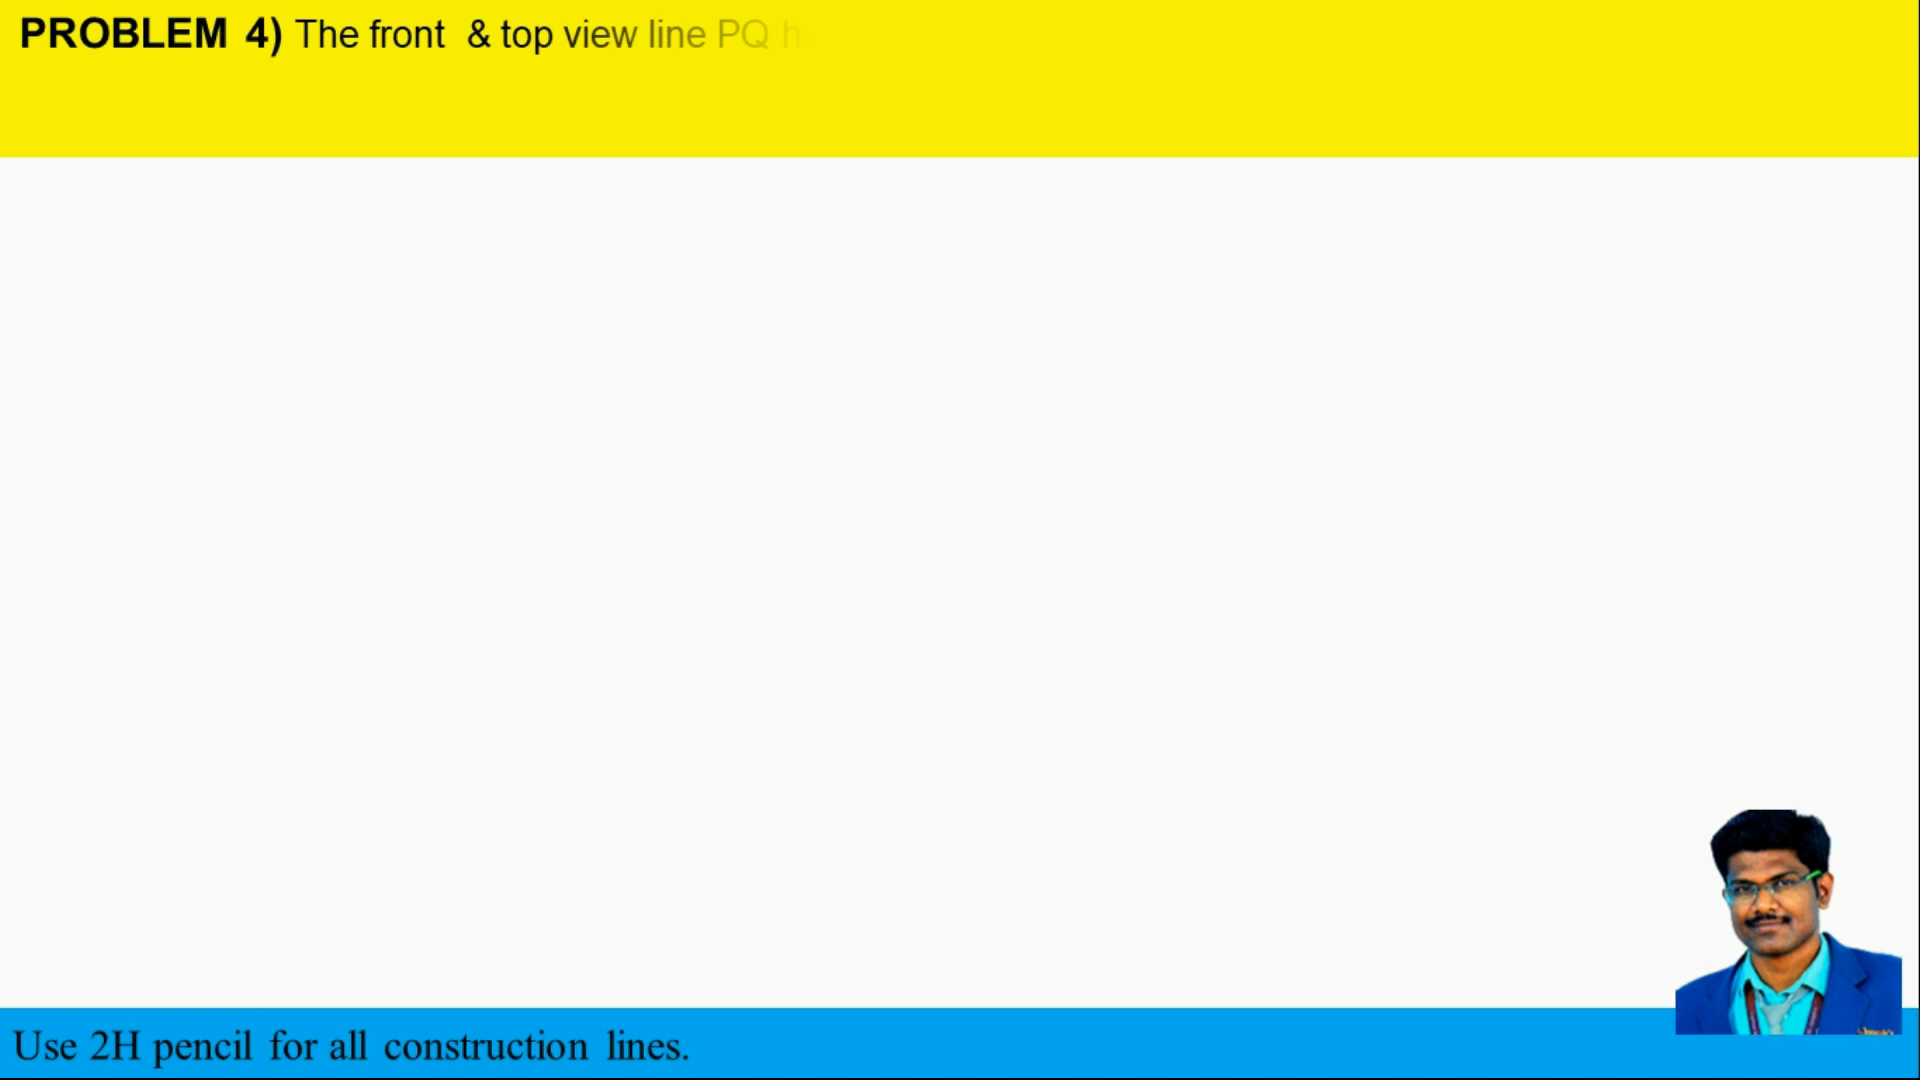 PROBLEM 4) The front & top view line PQ
Use 2H pencil for all construction lines.